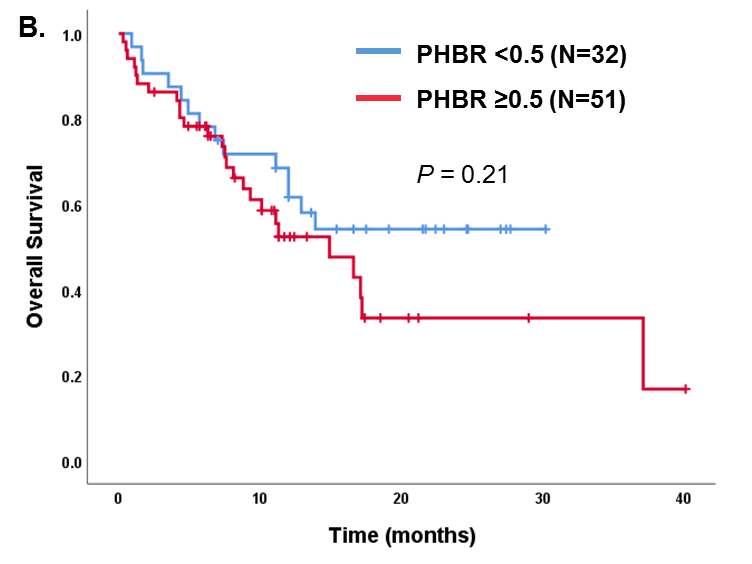 B.
PHBR <0.5 (N=32)
PHBR ≥0.5 (N=51)
P = 0.21
Overall Survival
1.0
0.8
0.6
0.4
0.2
0.0
0 10 20 30 40
Time (months)